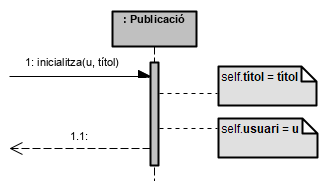 : Publicació
1: inicialitza(u, títol)
self.títol = títol
self.usuari = u
1.1: